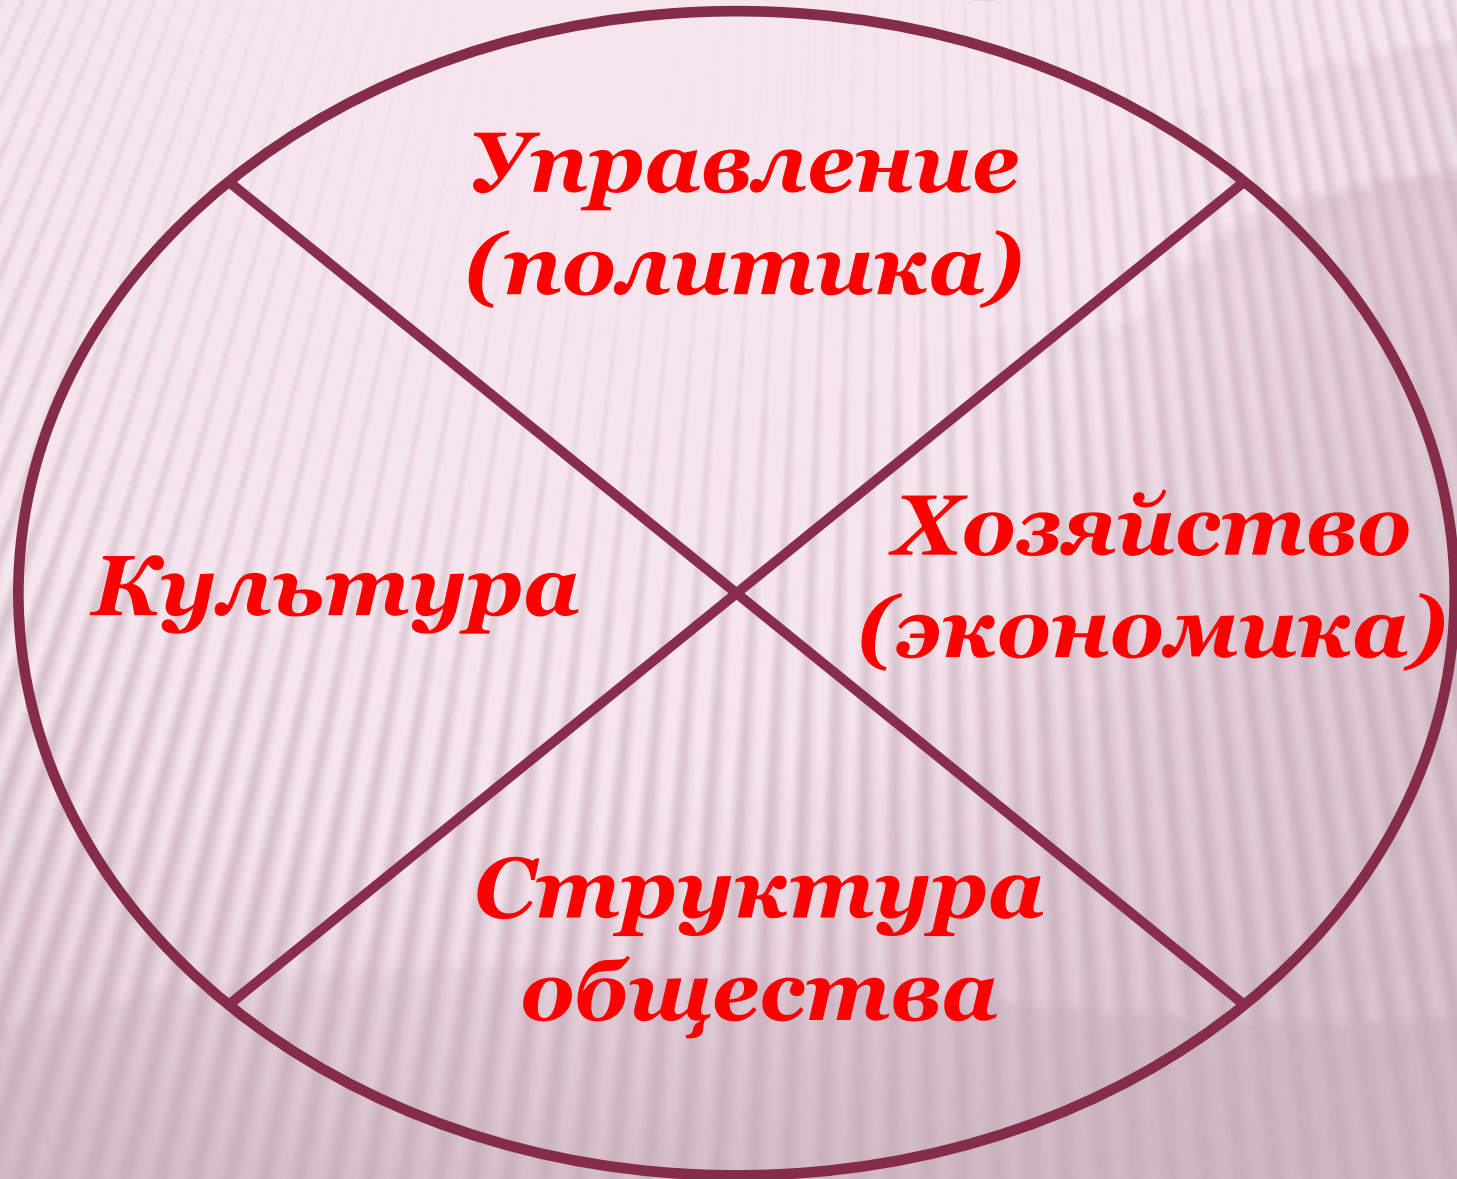 Управление
(политика)
Культура
Хозяйство
(экономика)
Структура
общества